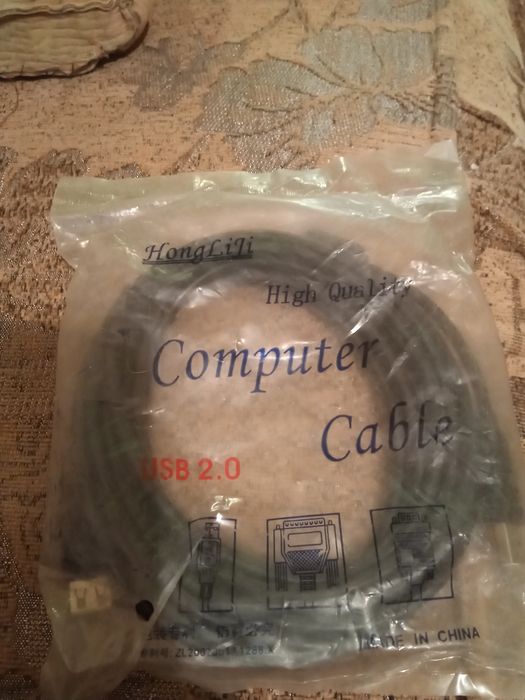 HongLiJi
High Quality
Computer
Cable
USB 2.0
MADE IN CHINA